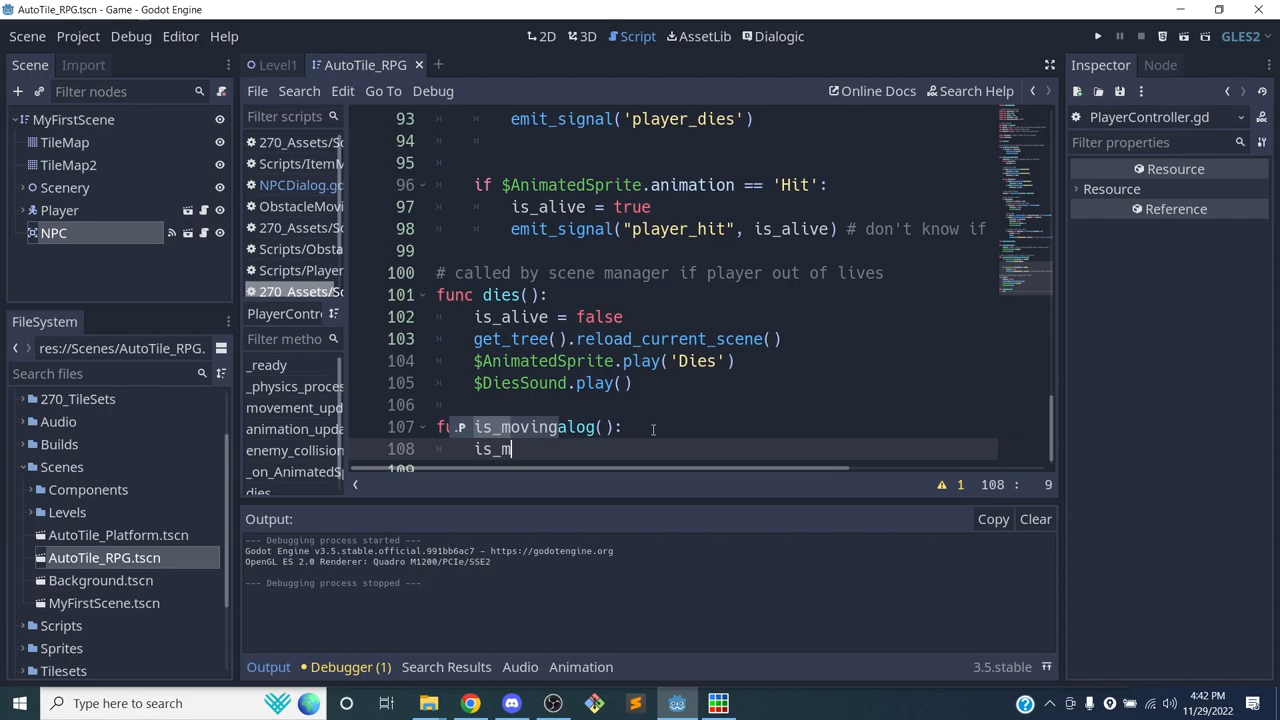 AutoTile_RPG.tscn - Game - Godot Engine
Scene Project Debug Editor Help
2D 3D Script AssetLib Dialogic
GLES2
Scene Import
Filter nodes
MyFirstScene
TileMap
TileMap2
Scenery
Player
NPC
FileSystem
res://Scenes/AutoTile_RPG.
Search files
270_TileSets
Audio
Builds
Scenes
Components
Levels
AutoTile_Platform.tscn
AutoTile_RPG.tscn
Background.tscn
MyFirstScene.tscn
Scripts
Sprites
Tilesets
Level1 AutoTile_RPG
File Search Edit Go To Debug
Online Docs Search Help
Filter scripts
270_Assets/Sc
Scripts/ItemM
NPCDialog.gd
ObstacleMovi
270_Assets/Sc
Scripts/Ot
Scripts/Player
270_Assets/Sc
PlayerContro
Filter metho
_ready
_physics_proces
movement_upd
animation_upda
enemy_collision
_on_AnimatedS
dies
93 emit_signal('player_dies')
94
95
96 if $AnimatedSprite.animation == 'Hit':
97 is_alive = true
98 emit_signal("player_hit", is_alive) # don't know if
99
100 # called by scene manager if player out of lives
101 func dies():
102 is_alive = false
103 get_tree().reload_current_scene()
104 $AnimatedSprite.play('Dies')
105 $DiesSound.play()
106
107 fu is_movingalog():
108 is_m
109
1 108 : 9
Output:
Copy Clear
--- Debugging process started ---
Godot Engine v3.5.stable.official.991bb6ac7 - https://godotengine.org
OpenGL ES 2.0 Renderer: Quadro M1200/PCIe/SSE2
--- Debugging process stopped ---
Output Debugger (1) Search Results Audio Animation
3.5.stable
Inspector Node
PlayerController.gd
Filter properties
Resource
Resource
Reference
Type here to search
4:42 PM
11/29/2022